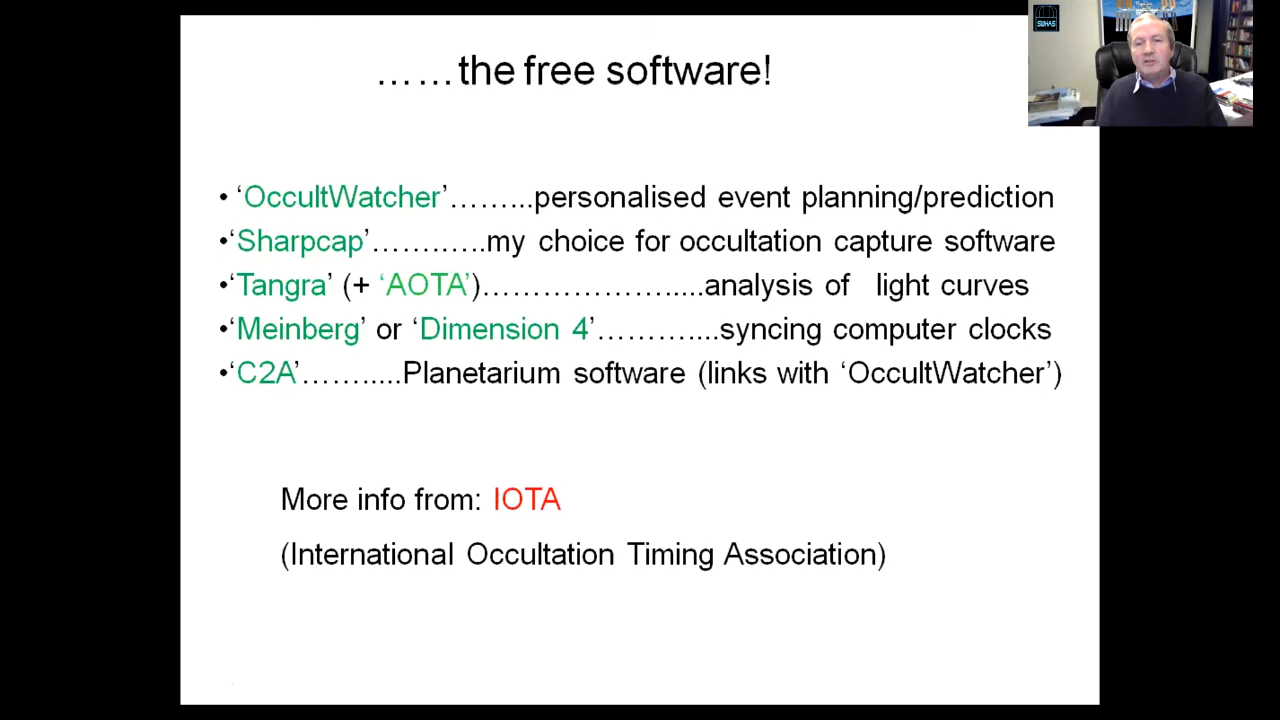 ……the free software!
SWHAS
• ‘OccultWatcher’……...personalised event planning/prediction
•‘Sharpcap’…….…..my choice for occultation capture software
•‘Tangra’ (+ ‘AOTA’)……………….....analysis of light curves
•‘Meinberg’ or ‘Dimension 4’………....syncing computer clocks
•‘C2A’…….....Planetarium software (links with ‘OccultWatcher’)
More info from: IOTA
(International Occultation Timing Association)